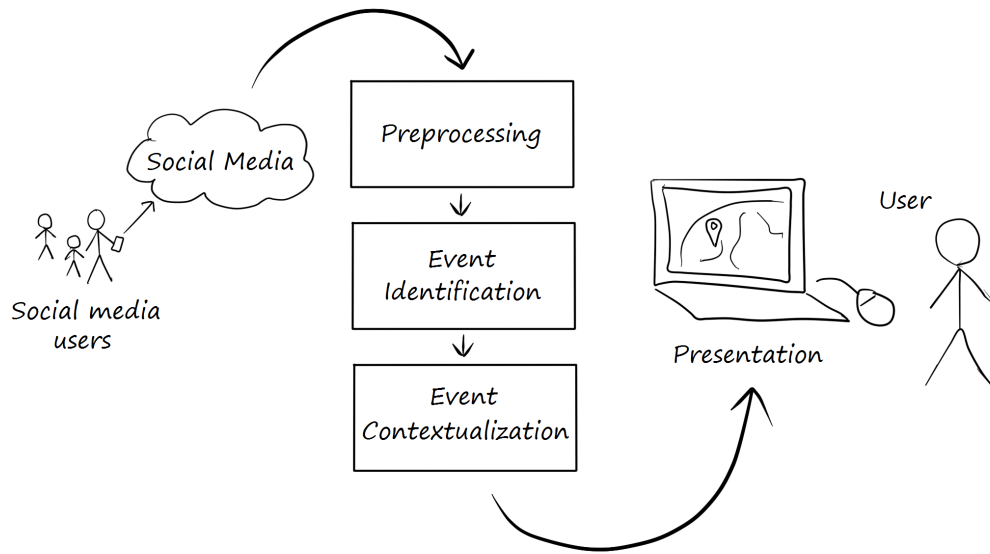 Social Media
Social media
users
Preprocessing
Event
Identification
Event
Contextualization
Presentation
User